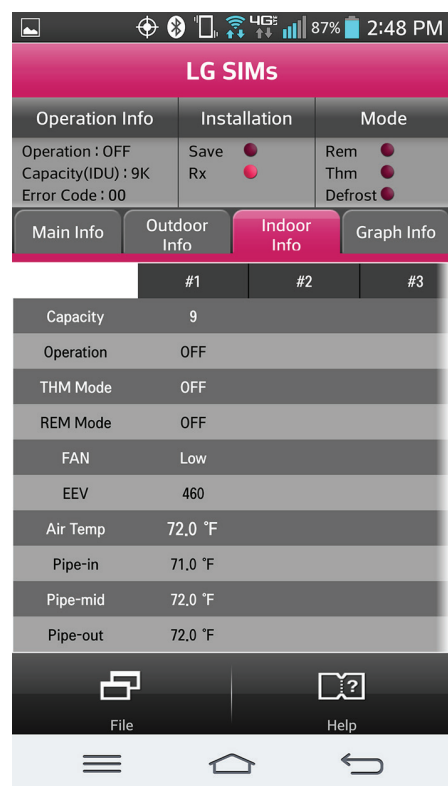 4G 87% 2:48 PM
LG SIMs
Operation Info Installation Mode
Operation : OFF Save Rem
Capacity(IDU) : 9K Rx Thm
Error Code : 00 Defrost
Main Info Outdoor Info Indoor Info Graph Info
#1 #2 #3
Capacity 9
Operation OFF
THM Mode OFF
REM Mode OFF
FAN Low
EEV 460
Air Temp 72.0 °F
Pipe-in 71.0 °F
Pipe-mid 72.0 °F
Pipe-out 72.0 °F
?
File Help